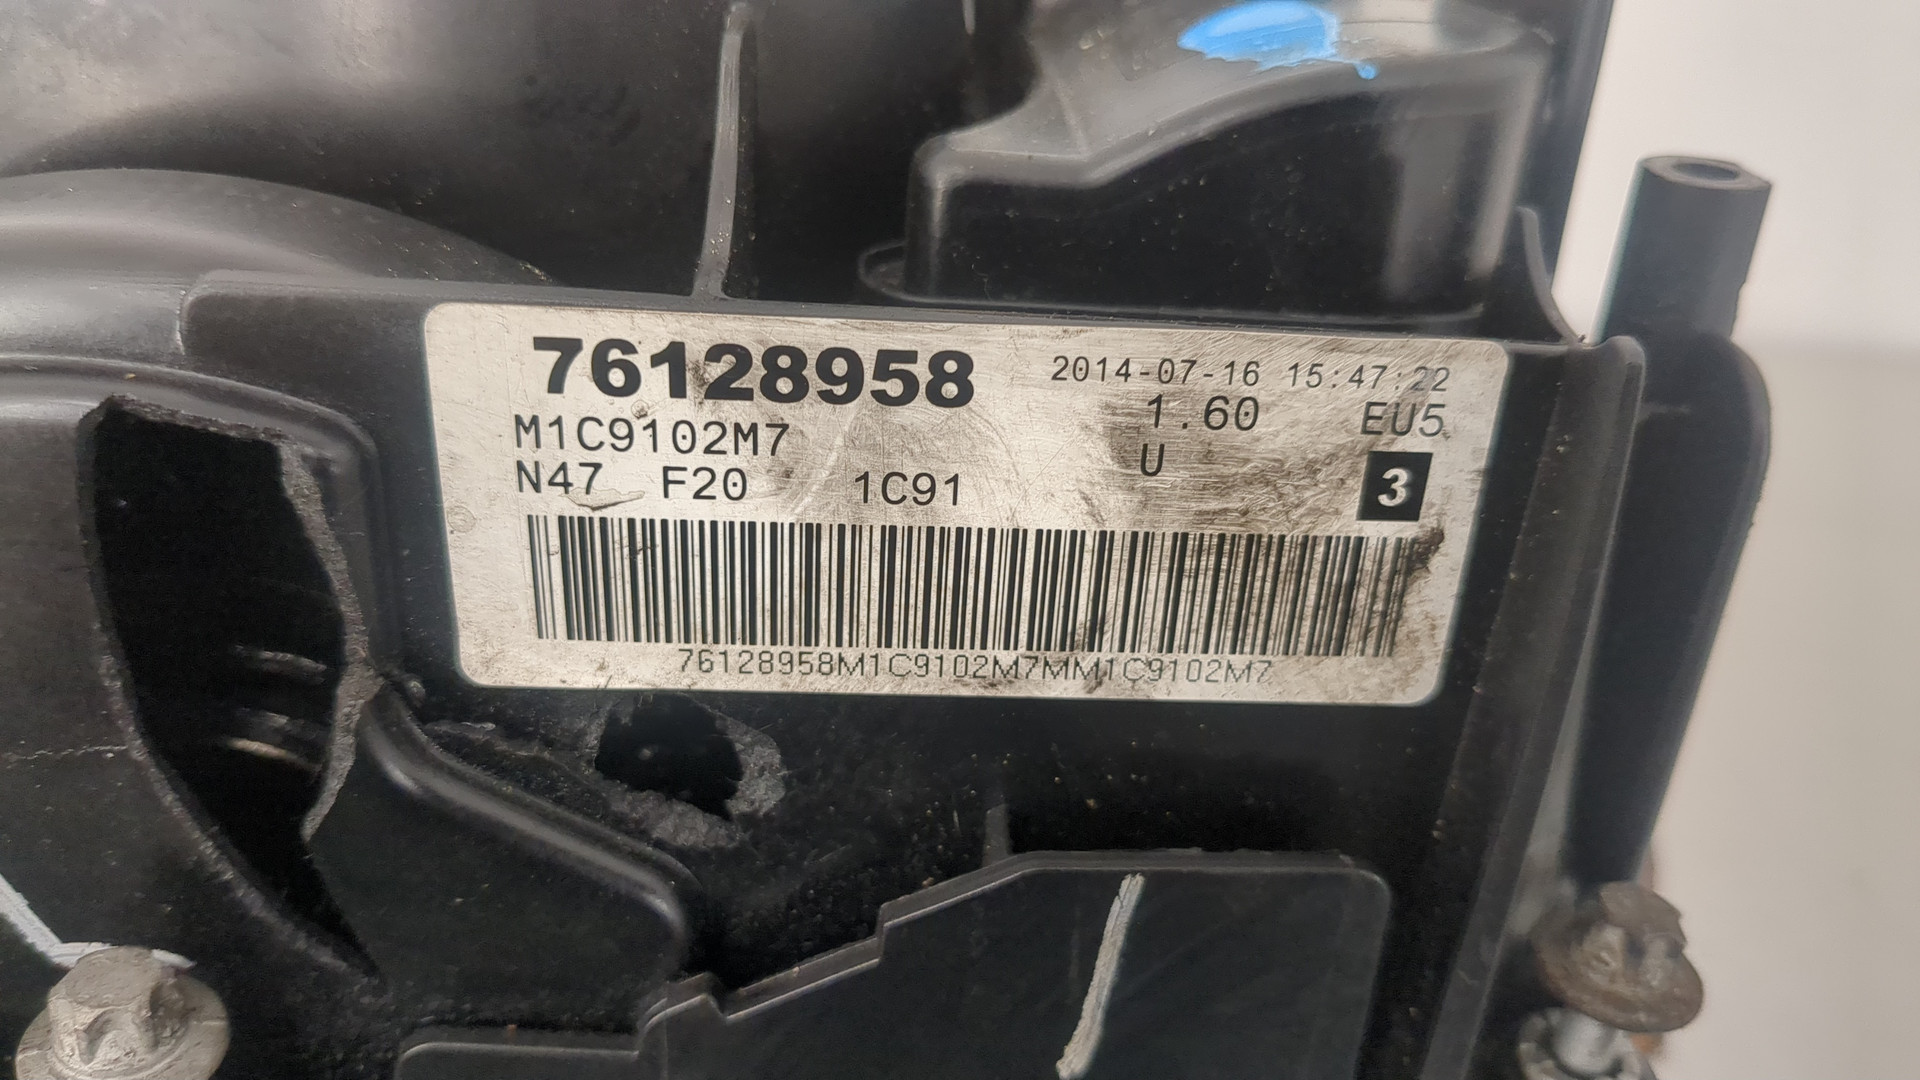 76128958 2014-07-16 15:47:22
M1C9102M7 1.60 EU5
N47 F20 1C91 U 3
76128958M1C9102M7MM1C9102M7